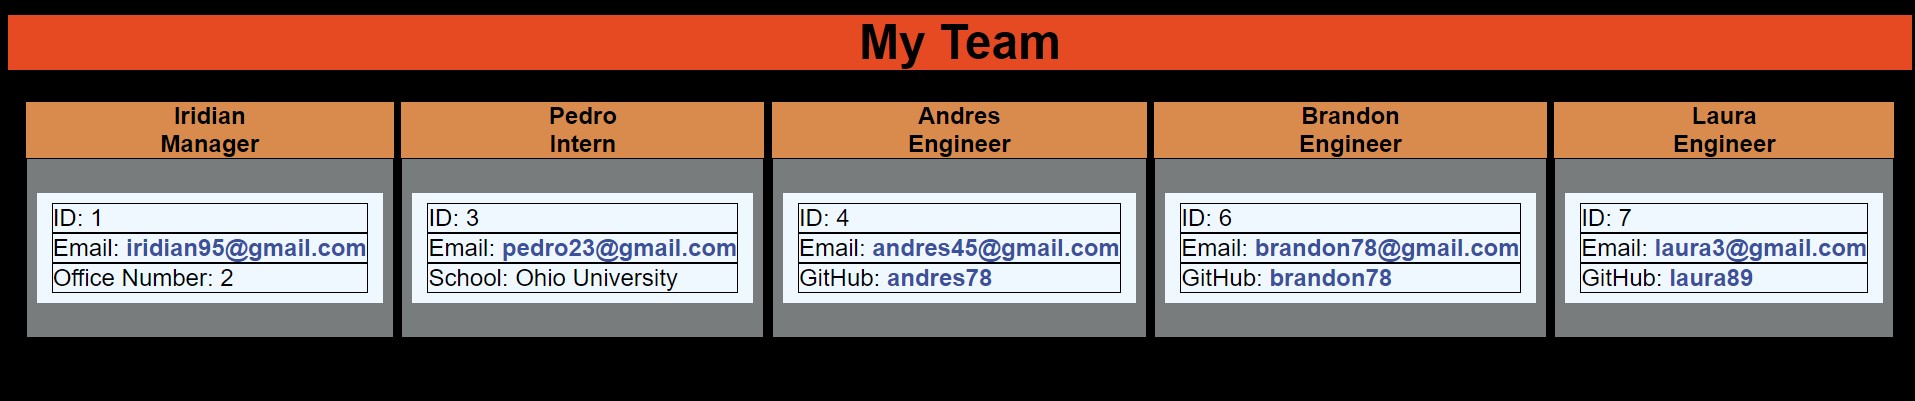 My Team
Iridian
Manager
ID: 1
Email: iridian95@gmail.com
Office Number: 2
Pedro
Intern
ID: 3
Email: pedro23@gmail.com
School: Ohio University
Andres
Engineer
ID: 4
Email: andres45@gmail.com
GitHub: andres78
Brandon
Engineer
ID: 6
Email: brandon78@gmail.com
GitHub: brandon78
Laura
Engineer
ID: 7
Email: laura3@gmail.com
GitHub: laura89